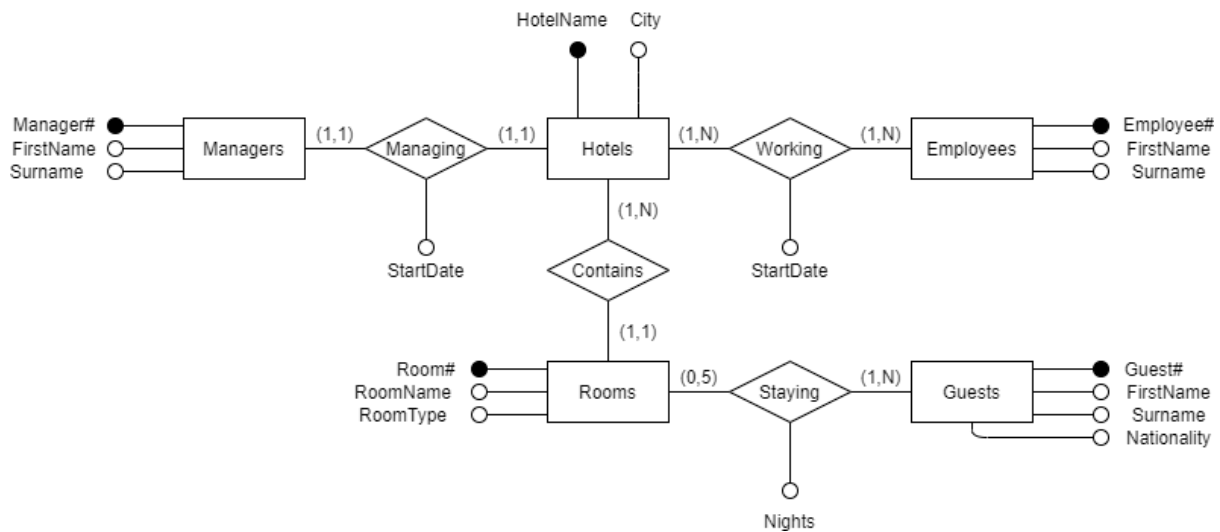 HotelName City
Manager#
FirstName
Surname
Managers
(1,1)
Managing
(1,1)
Hotels
(1,N)
Working
(1,N)
Employees
Employee#
FirstName
Surname
StartDate
(1,N)
StartDate
Contains
(1,1)
Room#
RoomName
RoomType
Rooms
(0,5)
Staying
(1,N)
Guests
Guest#
FirstName
Surname
Nationality
Nights